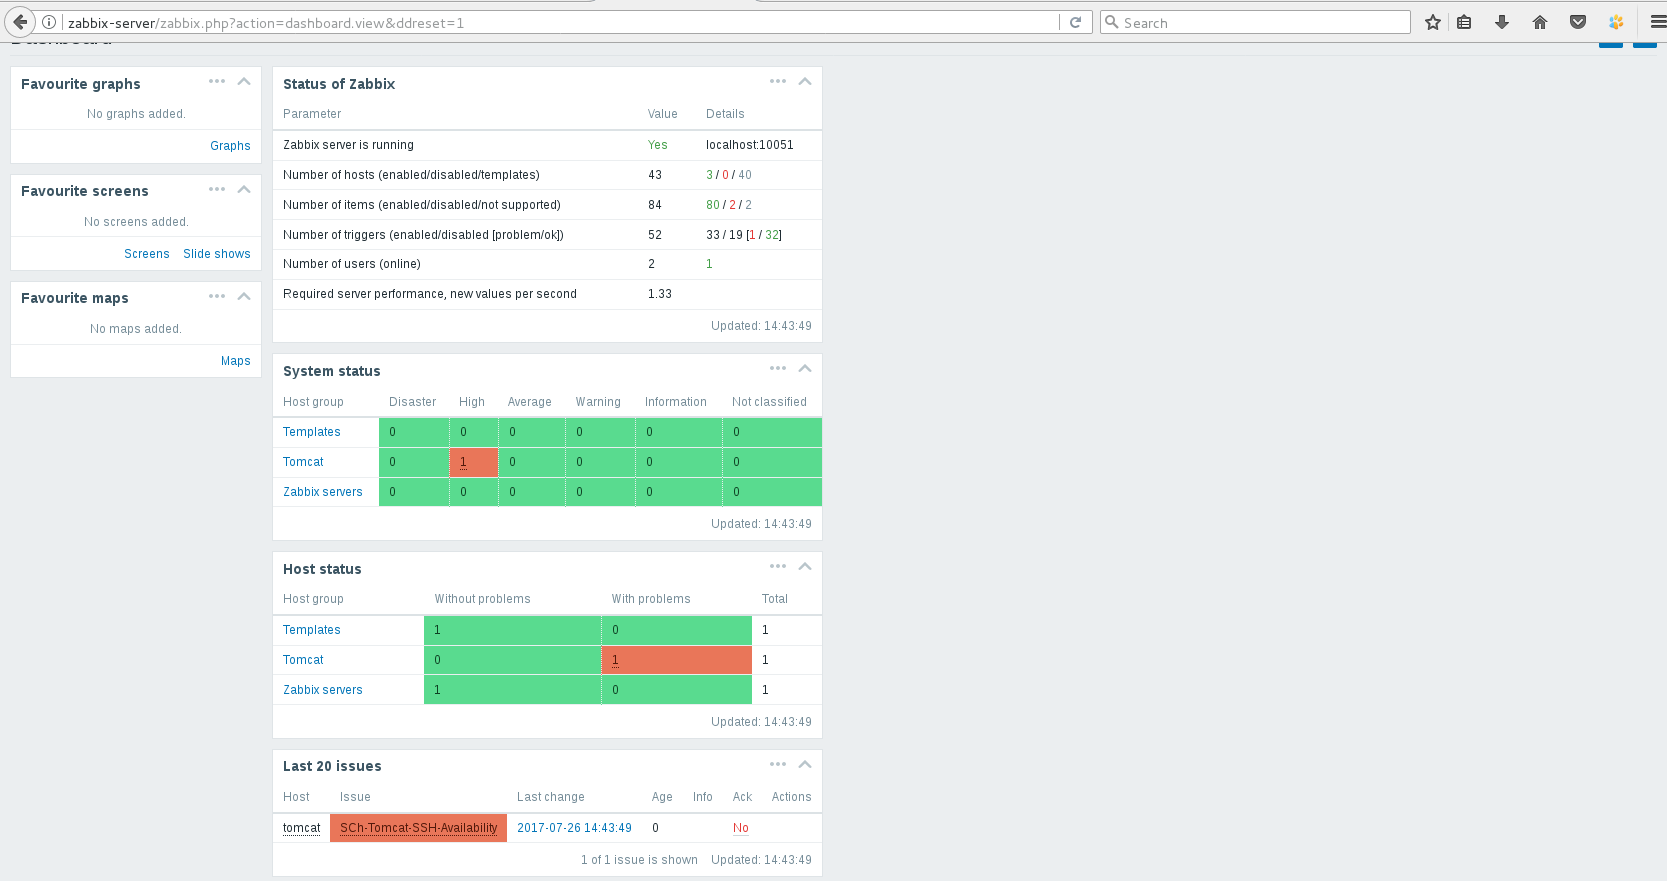 zabbix-server/zabbix.php?action=dashboard.view&ddreset=1
Search
Dashboard
Favourite graphs
No graphs added.
Graphs
Favourite screens
No screens added.
Screens Slide shows
Favourite maps
No maps added.
Maps
Status of Zabbix
Parameter Value Details
Zabbix server is running Yes localhost:10051
Number of hosts (enabled/disabled/templates) 43 3 / 0 / 40
Number of items (enabled/disabled/not supported) 84 80 / 2 / 2
Number of triggers (enabled/disabled [problem/ok]) 52 33 / 19 [1 / 32]
Number of users (online) 2 1
Required server performance, new values per second 1.33
Updated: 14:43:49
System status
Host group Disaster High Average Warning Information Not classified
Templates 0 0 0 0 0 0
Tomcat 0 1 0 0 0 0
Zabbix servers 0 0 0 0 0 0
Updated: 14:43:49
Host status
Host group Without problems With problems Total
Templates 1 0 1
Tomcat 0 1 1
Zabbix servers 1 0 1
Updated: 14:43:49
Last 20 issues
Host Issue Last change Age Info Ack Actions
tomcat SCh-Tomcat-SSH-Availability 2017-07-26 14:43:49 0 No
1 of 1 issue is shown Updated: 14:43:49